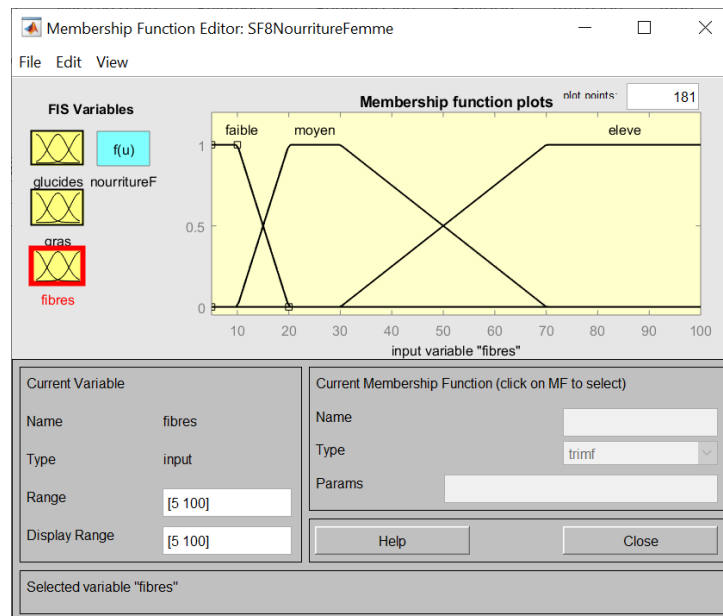 Membership Function Editor: SF8NourritureFemme
File Edit View
FIS Variables
f(u)
glucides nourritureF
gras
fibres
Membership function plots
plot points:
181
faible moyen eleve
1
0.5
0
10 20 30 40 50 60 70 80 90 100
input variable "fibres"
Current Variable
Name fibres
Type input
Range [5 100]
Display Range [5 100]
Current Membership Function (click on MF to select)
Name
Type trimf
Params
Help Close
Selected variable "fibres"